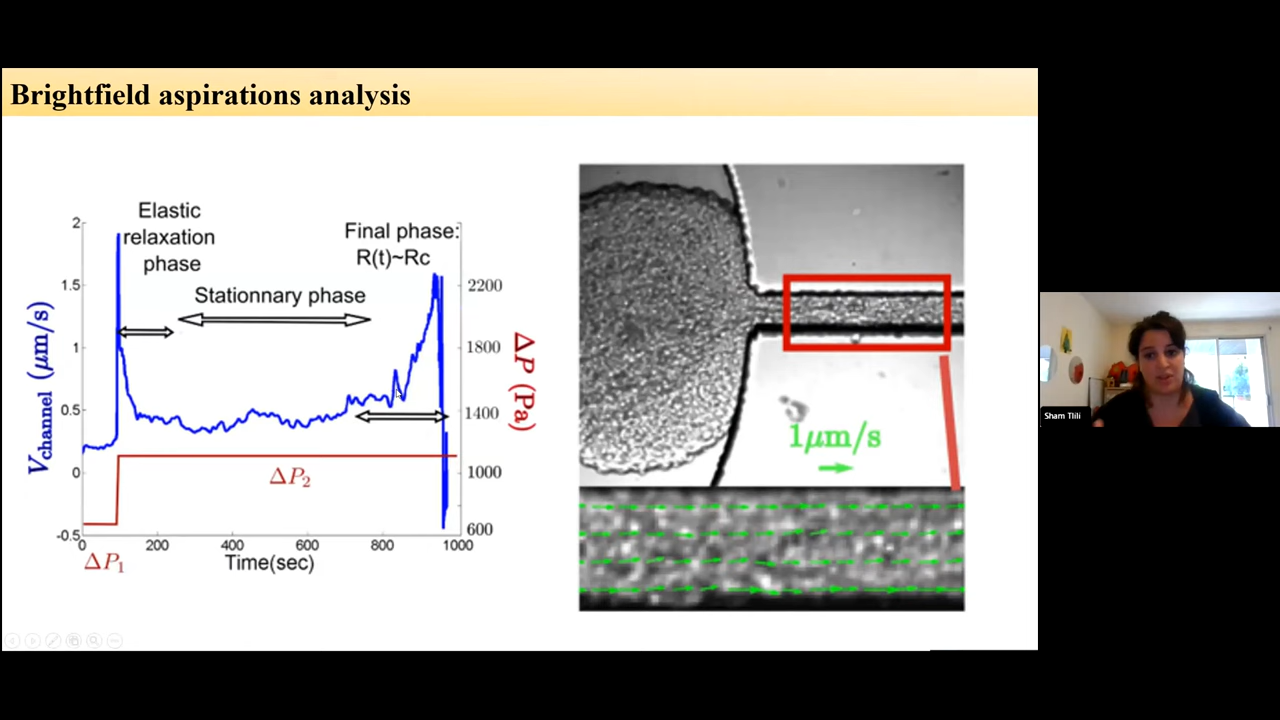 Brightfield aspirations analysis
Elastic
relaxation
phase
Final phase:
R(t)~Rc
Stationnary phase
2
1.5
1
0.5
0
-0.5
V channel (μm/s)
2200
1800
1400
1000
600
ΔP (Pa)
ΔP₂
ΔP₁
0
200
400
600
800
1000
Time(sec)
1μm/s
Sham Tlili